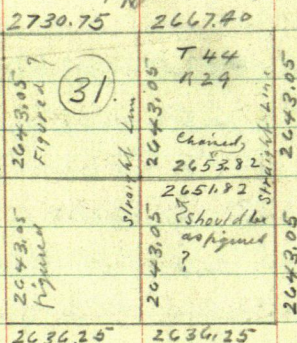 2730.75 2667.40
T 44
R 29
31
2643.05
Figured ?
Straight Line
2643.05
Chained
2653.82
2651.82
Straight Line
2643.05
2643.05
figured
2643.05
Should be
as figured
?
2643.05
2636.25 2636.25